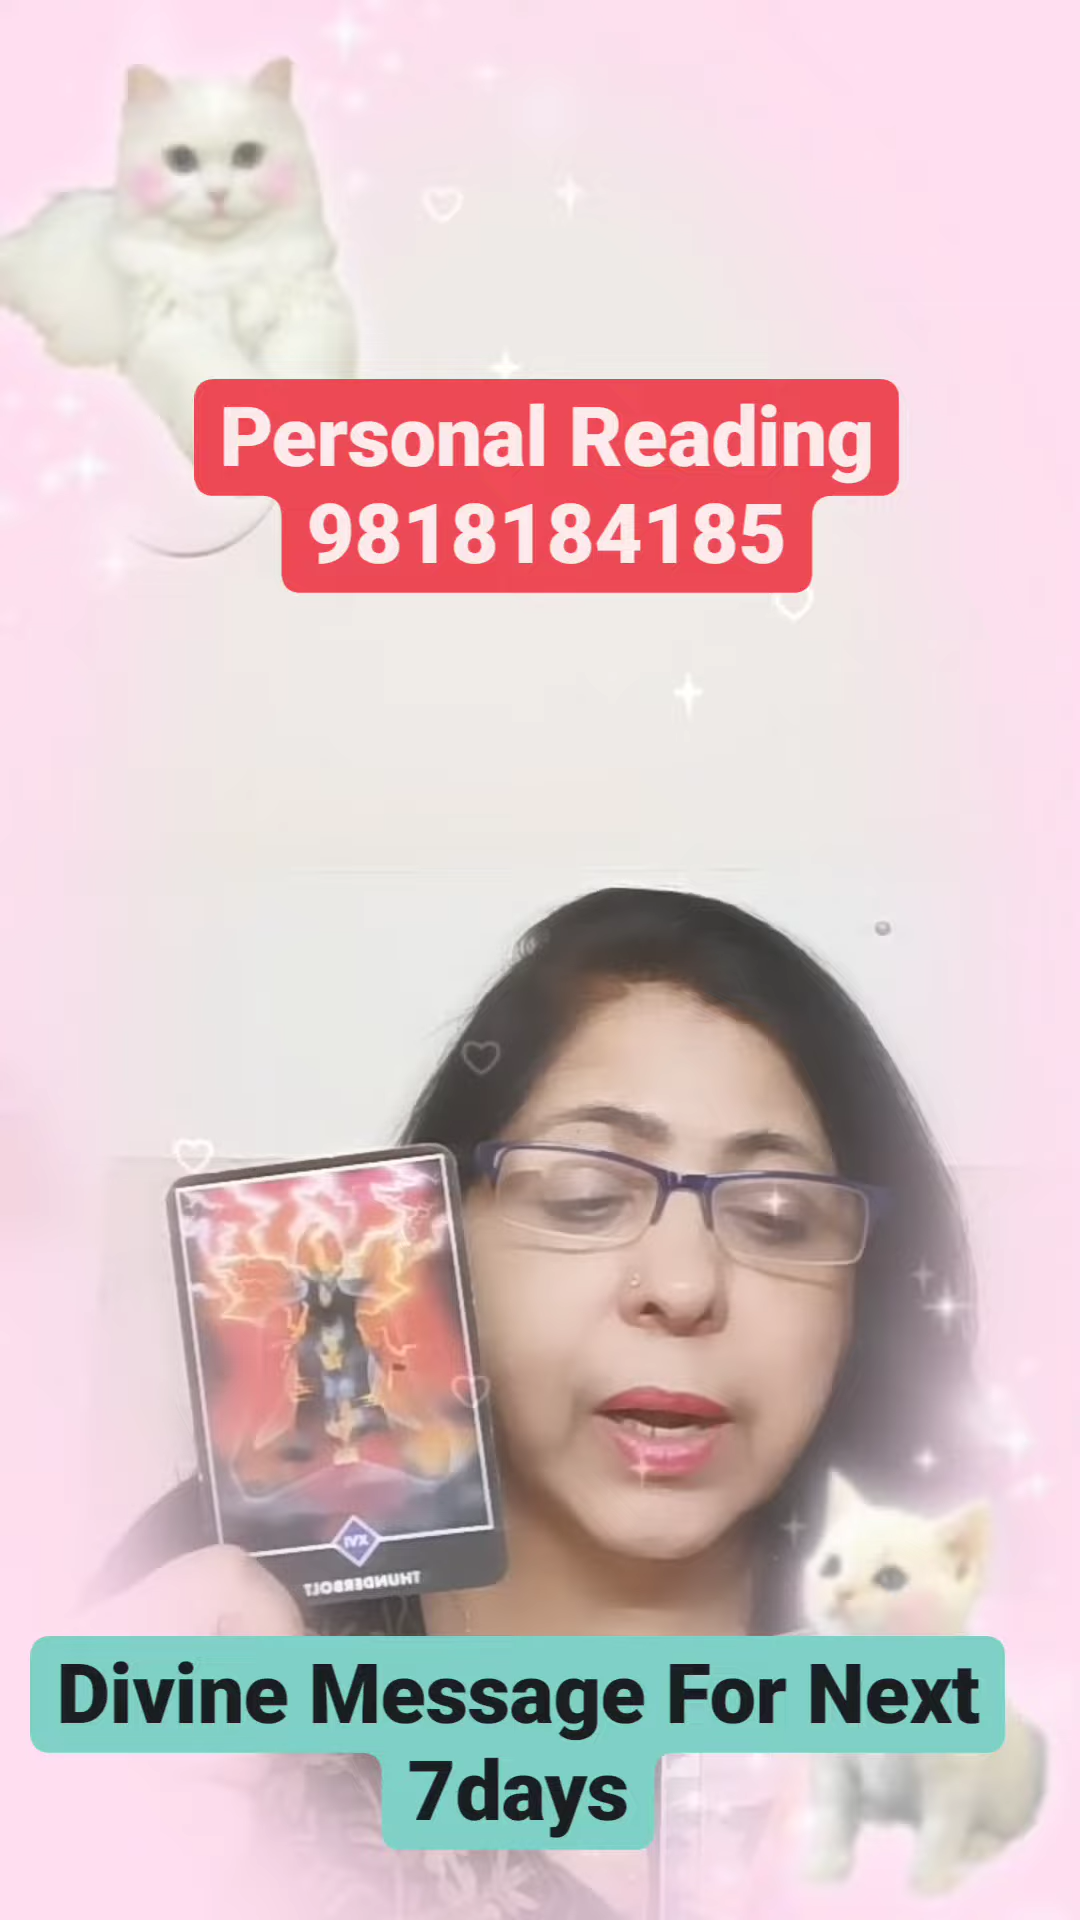 Personal Reading
9818184185
XVI
THUNDERBOLT
Divine Message For Next
7days